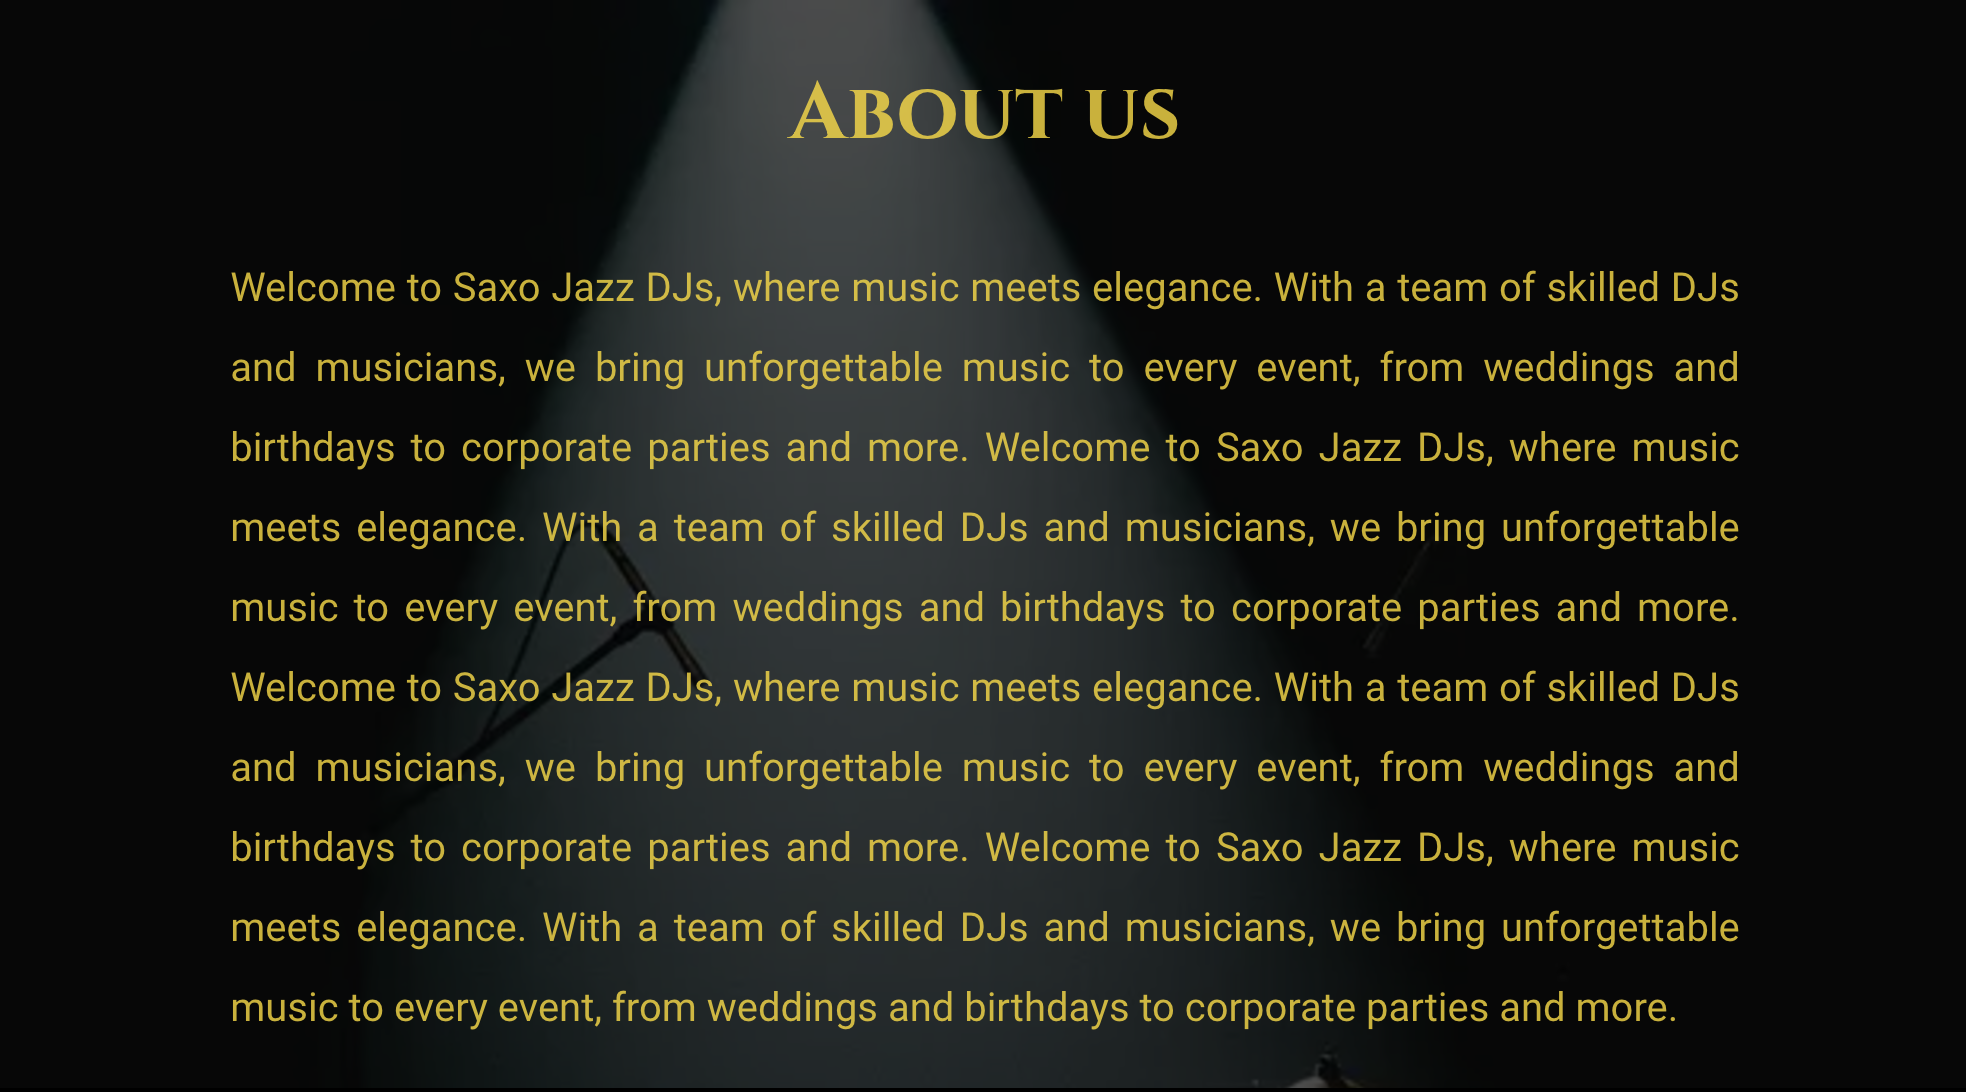 About us
Welcome to Saxo Jazz DJs, where music meets elegance. With a team of skilled DJs
and musicians, we bring unforgettable music to every event, from weddings and
birthdays to corporate parties and more. Welcome to Saxo Jazz DJs, where music
meets elegance. With a team of skilled DJs and musicians, we bring unforgettable
music to every event, from weddings and birthdays to corporate parties and more.
Welcome to Saxo Jazz DJs, where music meets elegance. With a team of skilled DJs
and musicians, we bring unforgettable music to every event, from weddings and
birthdays to corporate parties and more. Welcome to Saxo Jazz DJs, where music
meets elegance. With a team of skilled DJs and musicians, we bring unforgettable
music to every event, from weddings and birthdays to corporate parties and more.